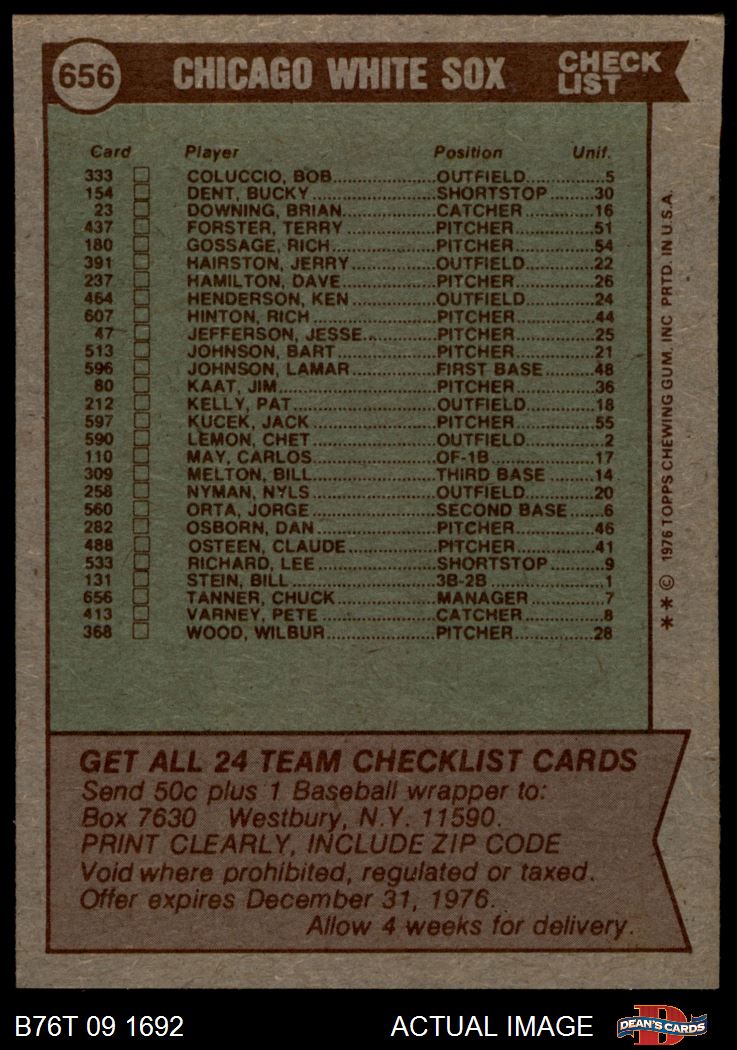 656 CHICAGO WHITE SOX CHECK LIST
Card Player Position Unif.
333 COLUCCIO, BOB OUTFIELD 5
154 DENT, BUCKY SHORTSTOP 30
23 DOWNING, BRIAN CATCHER 16
437 FORSTER, TERRY PITCHER 51
180 GOSSAGE, RICH PITCHER 54
391 HAIRSTON, JERRY OUTFIELD 22
237 HAMILTON, DAVE PITCHER 26
464 HENDERSON, KEN OUTFIELD 24
607 HINTON, RICH PITCHER 44
47 JEFFERSON, JESSE PITCHER 25
513 JOHNSON, BART PITCHER 21
596 JOHNSON, LAMAR FIRST BASE 48
80 KAAT, JIM PITCHER 36
212 KELLY, PAT OUTFIELD 18
597 KUCEK, JACK PITCHER 55
590 LEMON, CHET OUTFIELD 2
110 MAY, CARLOS OF-1B 17
309 MELTON, BILL THIRD BASE 14
258 NYMAN, NYLS OUTFIELD 20
560 ORTA, JORGE SECOND BASE 6
282 OSBORN, DAN PITCHER 46
488 OSTEEN, CLAUDE PITCHER 41
533 RICHARD, LEE SHORTSTOP 9
131 STEIN, BILL 3B-2B 1
656 TANNER, CHUCK MANAGER 7
413 VARNEY, PETE CATCHER 8
368 WOOD, WILBUR PITCHER 28
** © 1976 TOPPS CHEWING GUM, INC PRTD. IN U.S.A.
GET ALL 24 TEAM CHECKLIST CARDS
Send 50c plus 1 Baseball wrapper to:
Box 7630 Westbury, N.Y. 11590.
PRINT CLEARLY, INCLUDE ZIP CODE
Void where prohibited, regulated or taxed.
Offer expires December 31, 1976.
Allow 4 weeks for delivery.
B76T 09 1692 ACTUAL IMAGE D DEAN'S CARDS